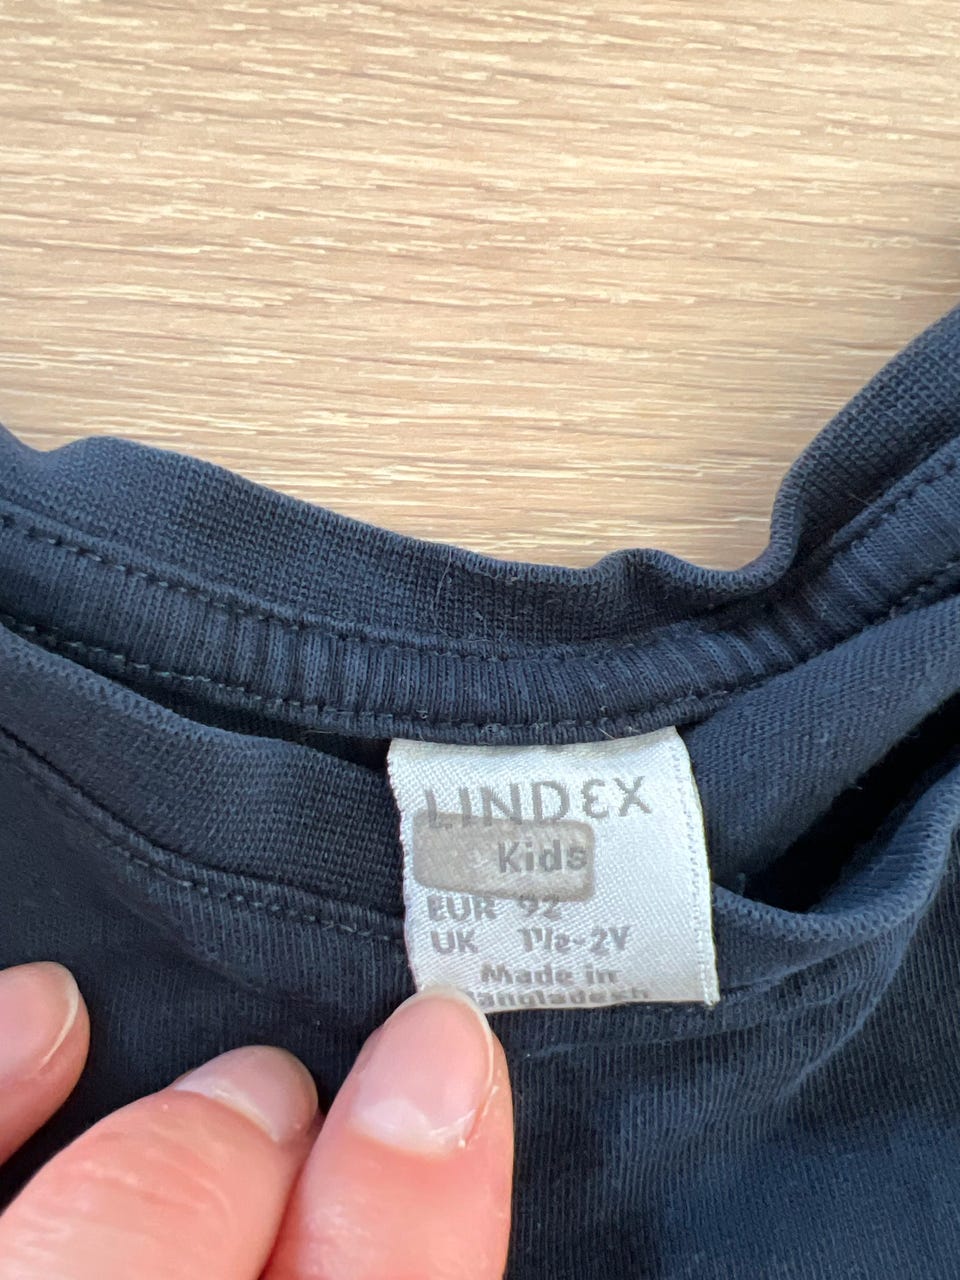 LINDEX
Kids
EUR 92
UK 1½-2Y
Made in